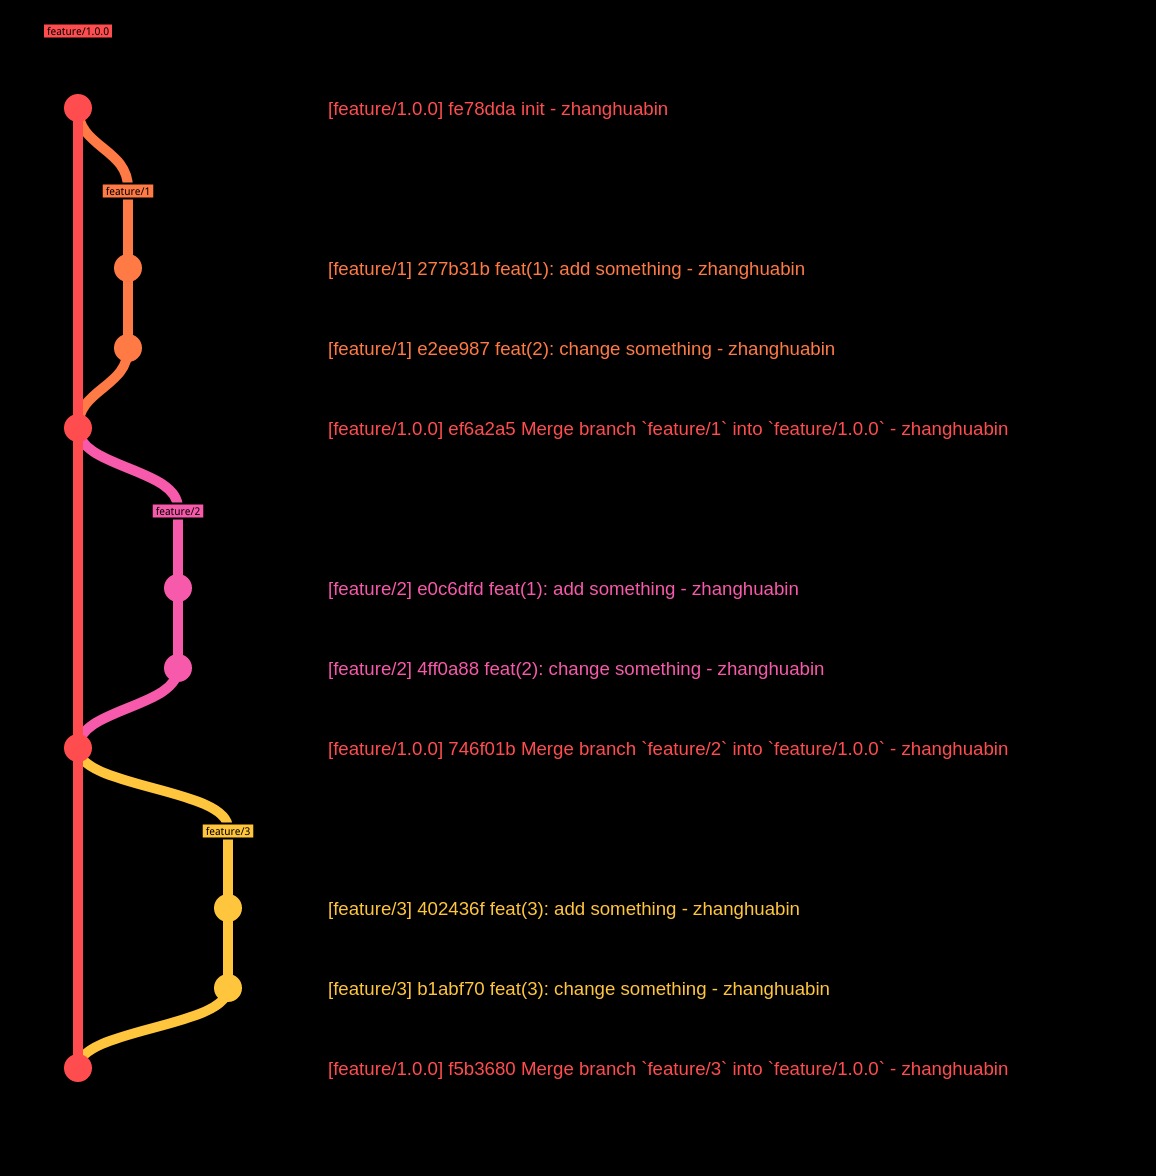 feature/1.0.0
[feature/1.0.0] fe78dda init - zhanghuabin
feature/1
[feature/1] 277b31b feat(1): add something - zhanghuabin
[feature/1] e2ee987 feat(2): change something - zhanghuabin
[feature/1.0.0] ef6a2a5 Merge branch `feature/1` into `feature/1.0.0` - zhanghuabin
feature/2
[feature/2] e0c6dfd feat(1): add something - zhanghuabin
[feature/2] 4ff0a88 feat(2): change something - zhanghuabin
[feature/1.0.0] 746f01b Merge branch `feature/2` into `feature/1.0.0` - zhanghuabin
feature/3
[feature/3] 402436f feat(3): add something - zhanghuabin
[feature/3] b1abf70 feat(3): change something - zhanghuabin
[feature/1.0.0] f5b3680 Merge branch `feature/3` into `feature/1.0.0` - zhanghuabin